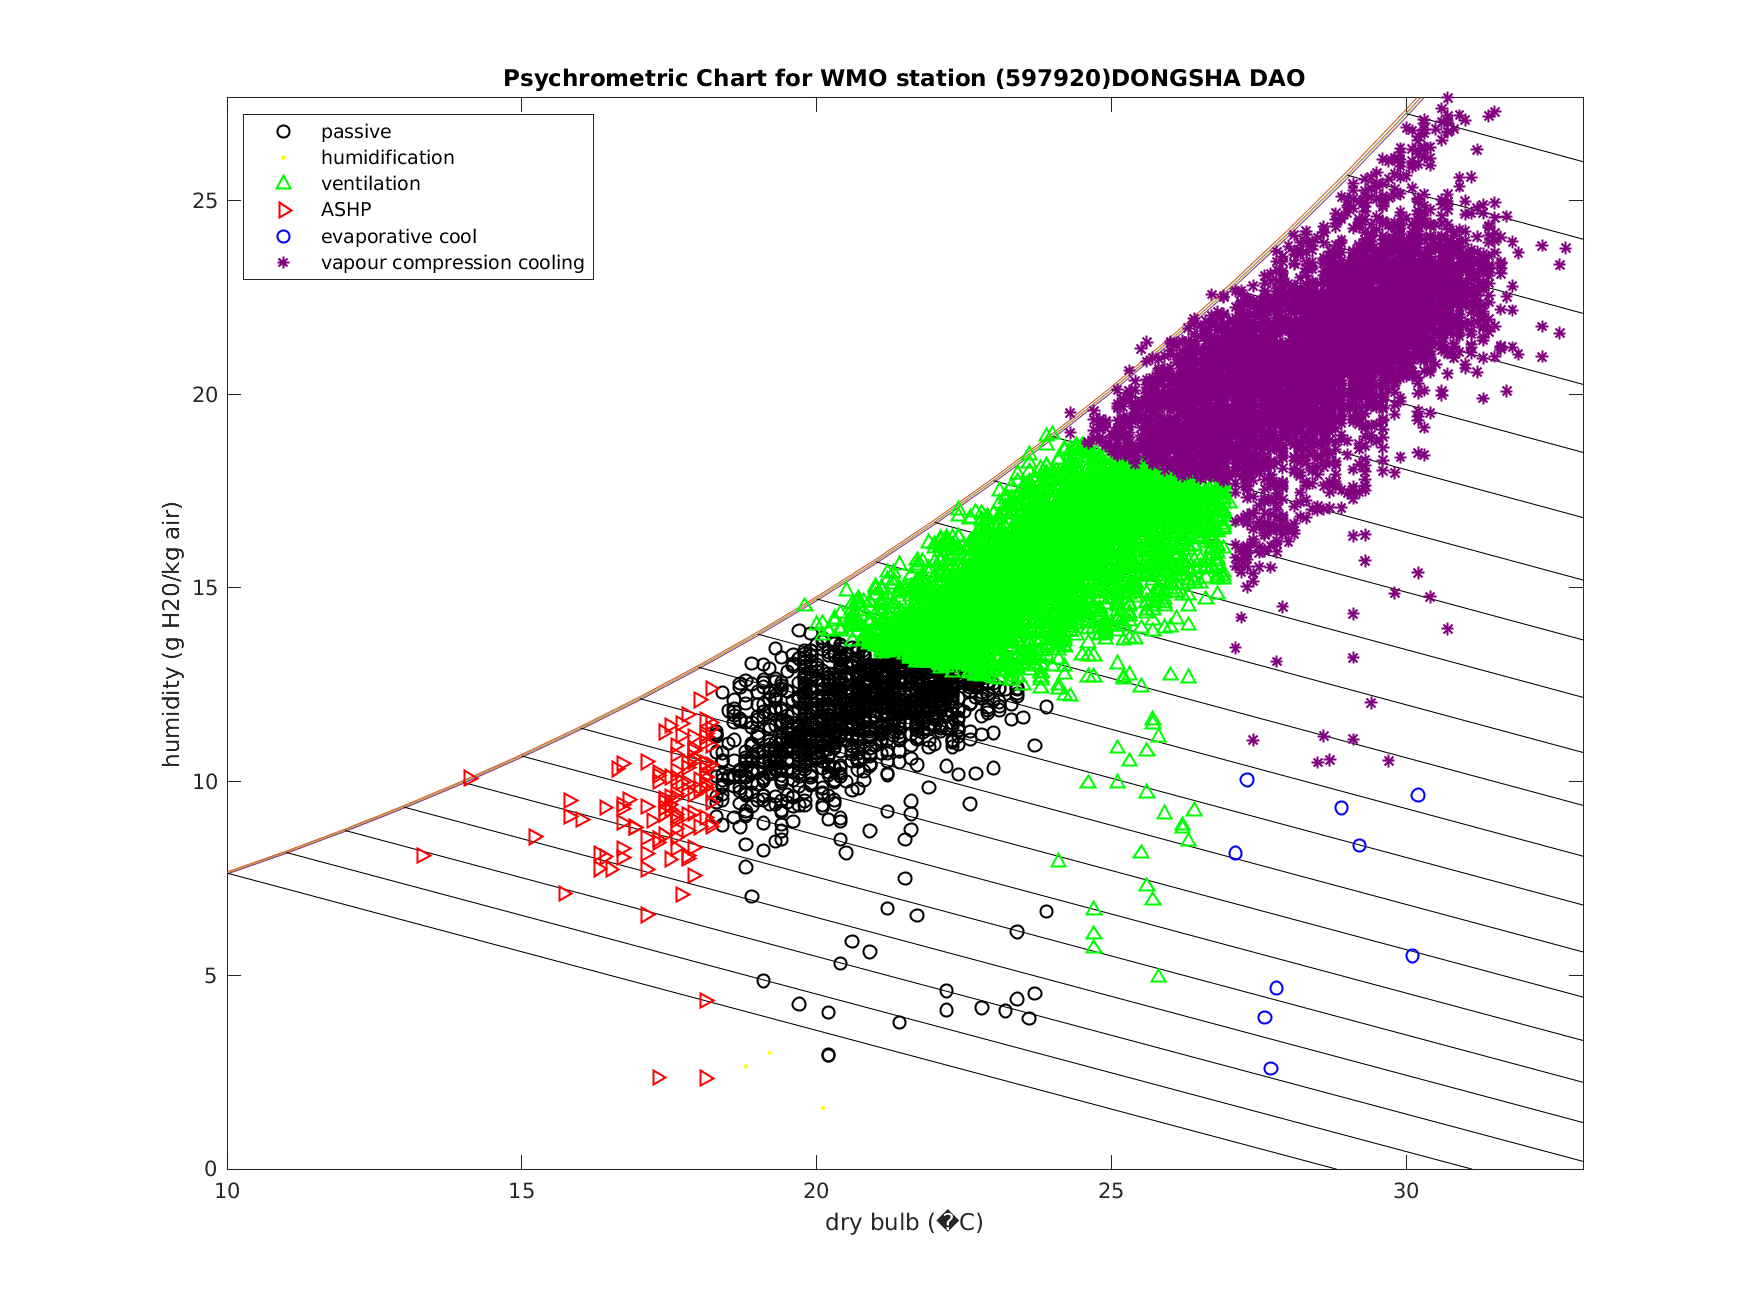 Psychrometric Chart for WMO station (597920)DONGSHA DAO
passive
humidification
ventilation
ASHP
evaporative cool
vapour compression cooling
humidity (g H20/kg air)
25
20
15
10
5
0
10 15 20 25 30
dry bulb (�C)